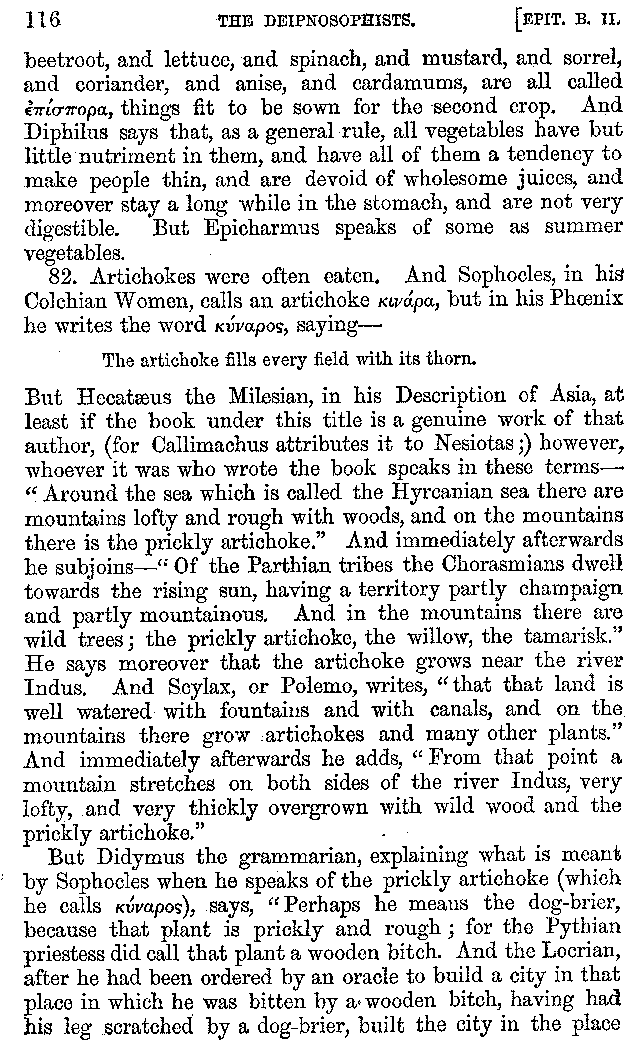 116 THE DEIPNOSOPHISTS. [EPIT. B. II.
beetroot, and lettuce, and spinach, and mustard, and sorrel,
and coriander, and anise, and cardamums, are all called
ἐπίσπορα, things fit to be sown for the second crop. And
Diphilus says that, as a general rule, all vegetables have but
little nutriment in them, and have all of them a tendency to
make people thin, and are devoid of wholesome juices, and
moreover stay a long while in the stomach, and are not very
digestible. But Epicharmus speaks of some as summer
vegetables.
82. Artichokes were often eaten. And Sophocles, in his
Colchian Women, calls an artichoke κινάρα, but in his Phœnix
he writes the word κύναρος, saying—
The artichoke fills every field with its thorn.
But Hecatæus the Milesian, in his Description of Asia, at
least if the book under this title is a genuine work of that
author, (for Callimachus attributes it to Nesiotas;) however,
whoever it was who wrote the book speaks in these terms—
“Around the sea which is called the Hyrcanian sea there are
mountains lofty and rough with woods, and on the mountains
there is the prickly artichoke.” And immediately afterwards
he subjoins—“Of the Parthian tribes the Chorasmians dwell
towards the rising sun, having a territory partly champaign
and partly mountainous. And in the mountains there are
wild trees; the prickly artichoke, the willow, the tamarisk.”
He says moreover that the artichoke grows near the river
Indus. And Scylax, or Polemo, writes, “that that land is
well watered with fountains and with canals, and on the
mountains there grow artichokes and many other plants.”
And immediately afterwards he adds, “From that point a
mountain stretches on both sides of the river Indus, very
lofty, and very thickly overgrown with wild wood and the
prickly artichoke.”
But Didymus the grammarian, explaining what is meant
by Sophocles when he speaks of the prickly artichoke (which
he calls κύναρος), says, “Perhaps he means the dog-brier,
because that plant is prickly and rough; for the Pythian
priestess did call that plant a wooden bitch. And the Locrian,
after he had been ordered by an oracle to build a city in that
place in which he was bitten by a wooden bitch, having had
his leg scratched by a dog-brier, built the city in the place